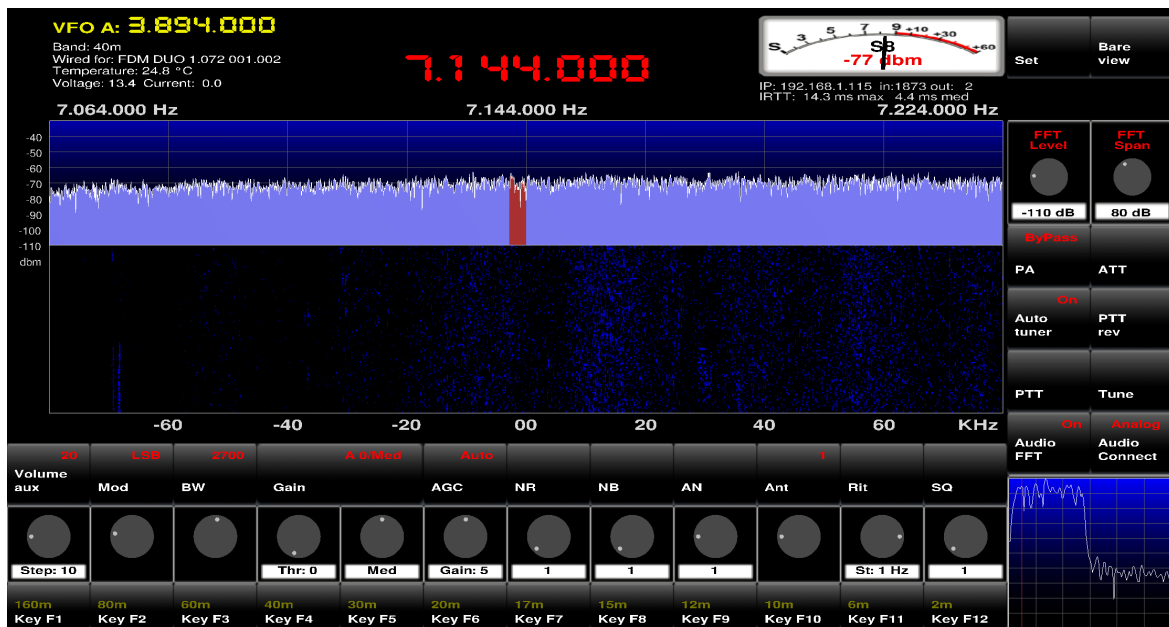 VFO A: 3.894.000
Band: 40m
Wired for: FDM DUO 1.072 001.002
Temperature: 24.8 °C
Voltage: 13.4 Current: 0.0
7.144.000
S 3 5 7 9 +10 +30 +60
S8
-77 dbm
IP: 192.168.1.115 in:1873 out: 2
IRTT: 14.3 ms max 4.4 ms med
Set
Bare
view
7.064.000 Hz 7.144.000 Hz 7.224.000 Hz
-40
-50
-60
-70
-80
-90
-100
-110
dbm
-60 -40 -20 00 20 40 60 KHz
FFT
Level
-110 dB
FFT
Span
80 dB
ByPass
PA
ATT
On
Auto
tuner
PTT
rev
PTT
Tune
On
Audio
FFT
Analog
Audio
Connect
20 LSB 2700 A 0/Med Auto 1
Volume
aux Mod BW Gain AGC NR NB AN Ant Rit SQ
Step: 10 Thr: 0 Med Gain: 5 1 1 1 St: 1 Hz 1
160m 80m 60m 40m 30m 20m 17m 15m 12m 10m 6m 2m
Key F1 Key F2 Key F3 Key F4 Key F5 Key F6 Key F7 Key F8 Key F9 Key F10 Key F11 Key F12